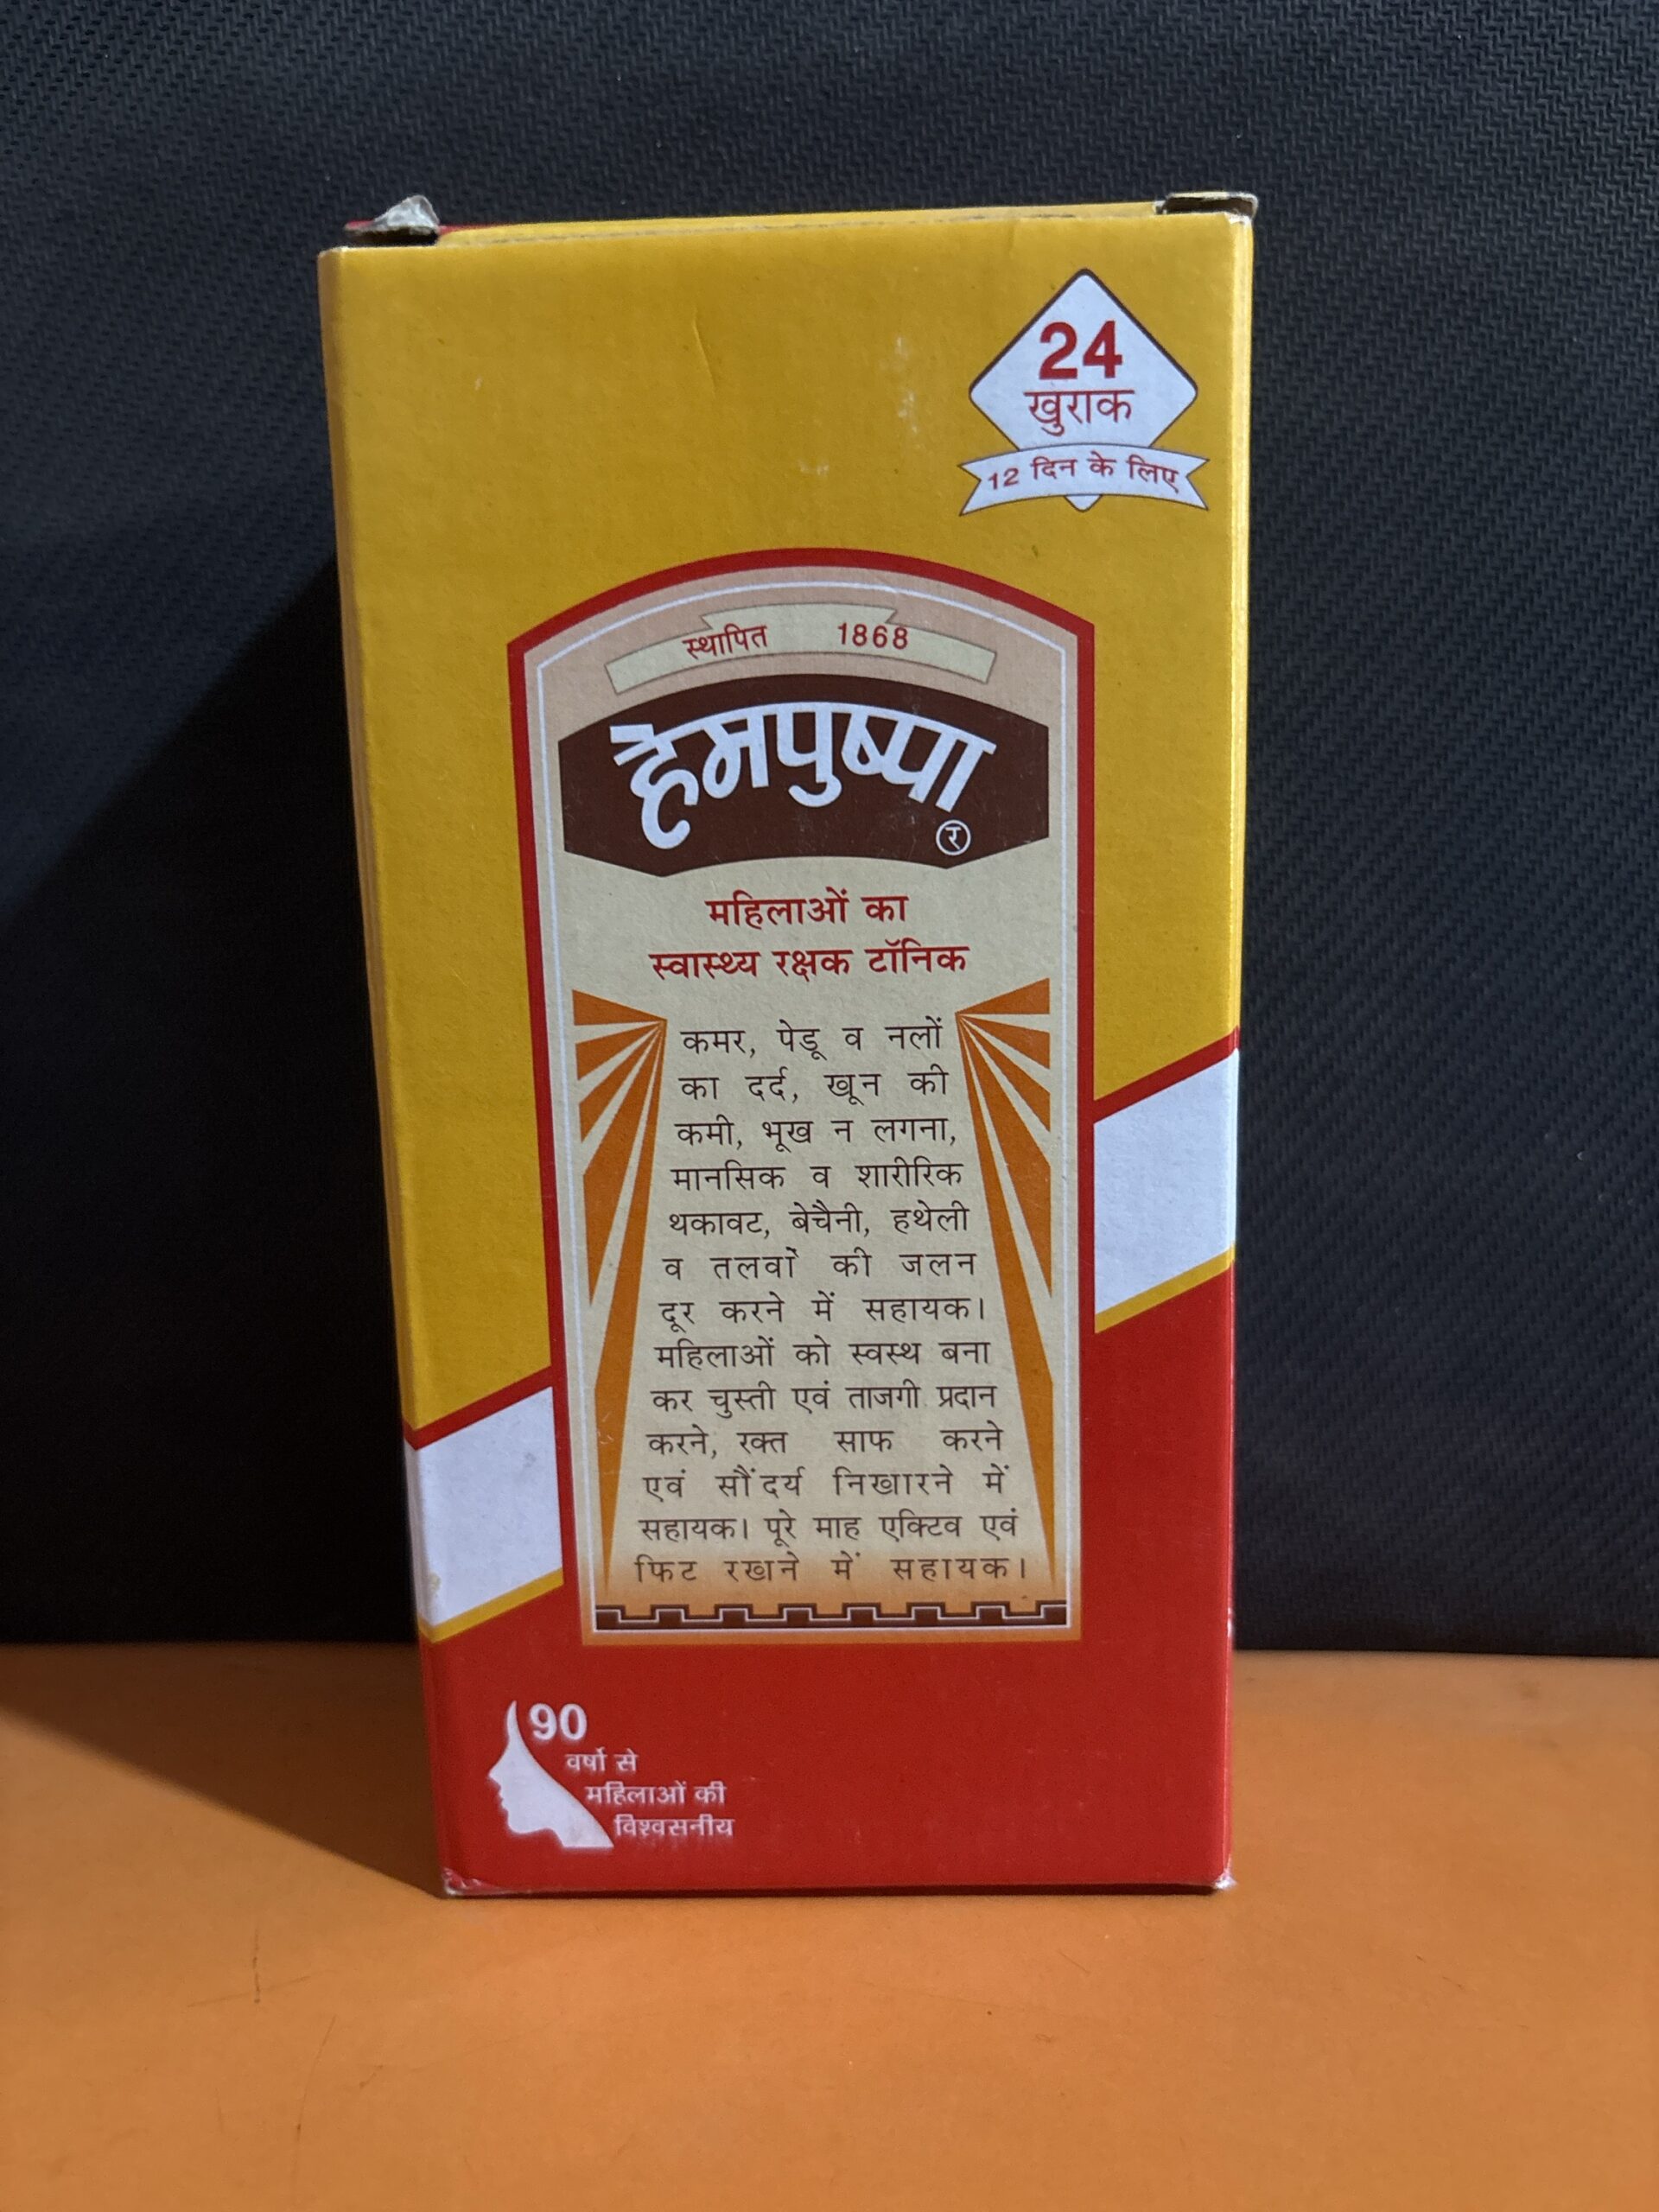 24
खुराक
12 दिन के लिए
स्थापित 1868
हेमपुष्पा
र
महिलाओं का
स्वास्थ्य रक्षक टॉनिक
कमर, पेडू व नलों
का दर्द, खून की
कमी, भूख न लगना,
मानसिक व शारीरिक
थकावट, बेचैनी, हथेली
व तलवों की जलन
दूर करने में सहायक।
महिलाओं को स्वस्थ बना
कर चुस्ती एवं ताजगी प्रदान
करने, रक्त साफ करने
एवं सौंदर्य निखारने में
सहायक। पूरे माह एक्टिव एवं
फिट रखने में सहायक।
90
वर्षो से
महिलाओं की
विश्वसनीय